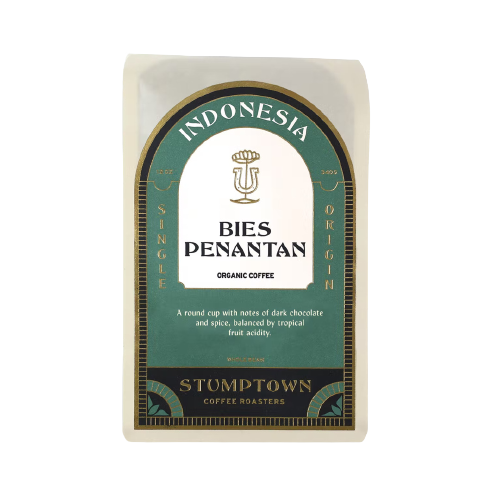 INDONESIA
SINGLE
ORIGIN
BIES
PENANTAN
ORGANIC COFFEE
A round cup with notes of dark chocolate
and spice, balanced by tropical
fruit acidity.
STUMPTOWN
COFFEE ROASTERS